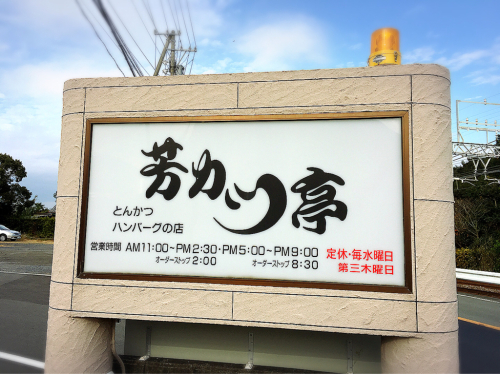 芳かつ亭
とんかつ
ハンバーグの店
営業時間 AM11:00~PM2:30・PM5:00~PM9:00
オーダーストップ 2:00 オーダーストップ 8:30
定休・毎水曜日
第三木曜日